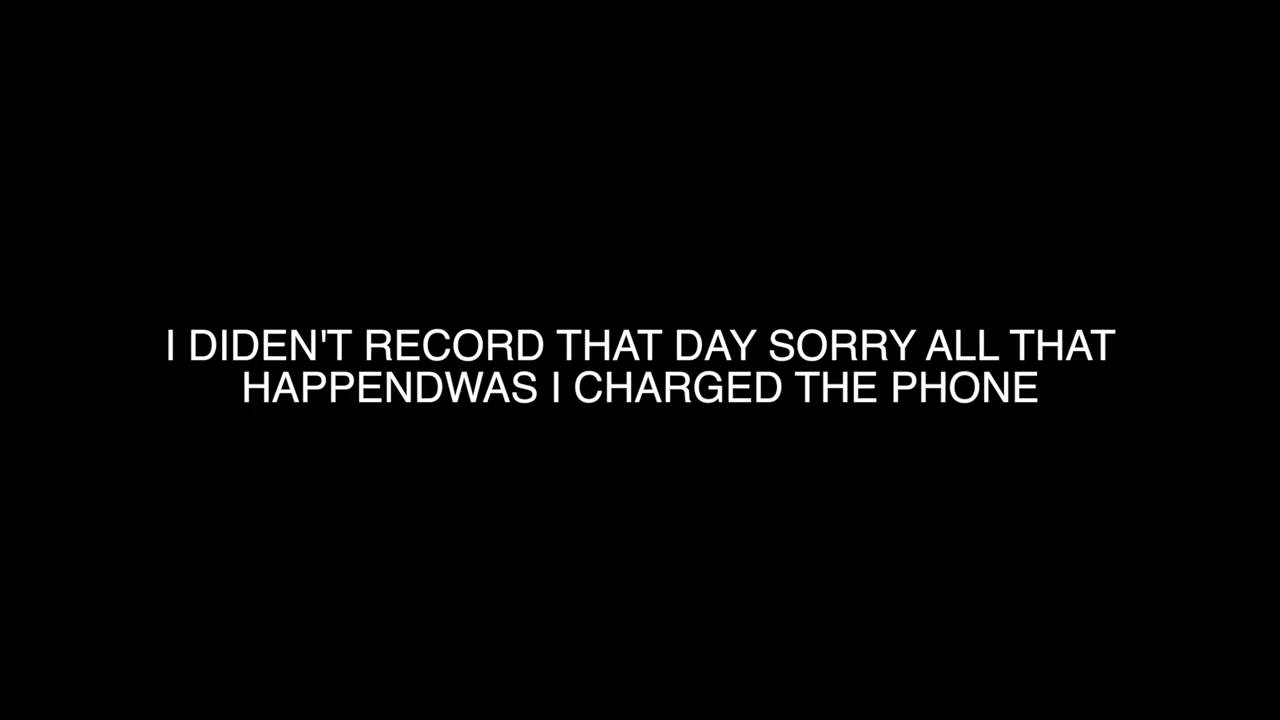 I DIDEN'T RECORD THAT DAY SORRY ALL THAT
HAPPENDWAS I CHARGED THE PHONE